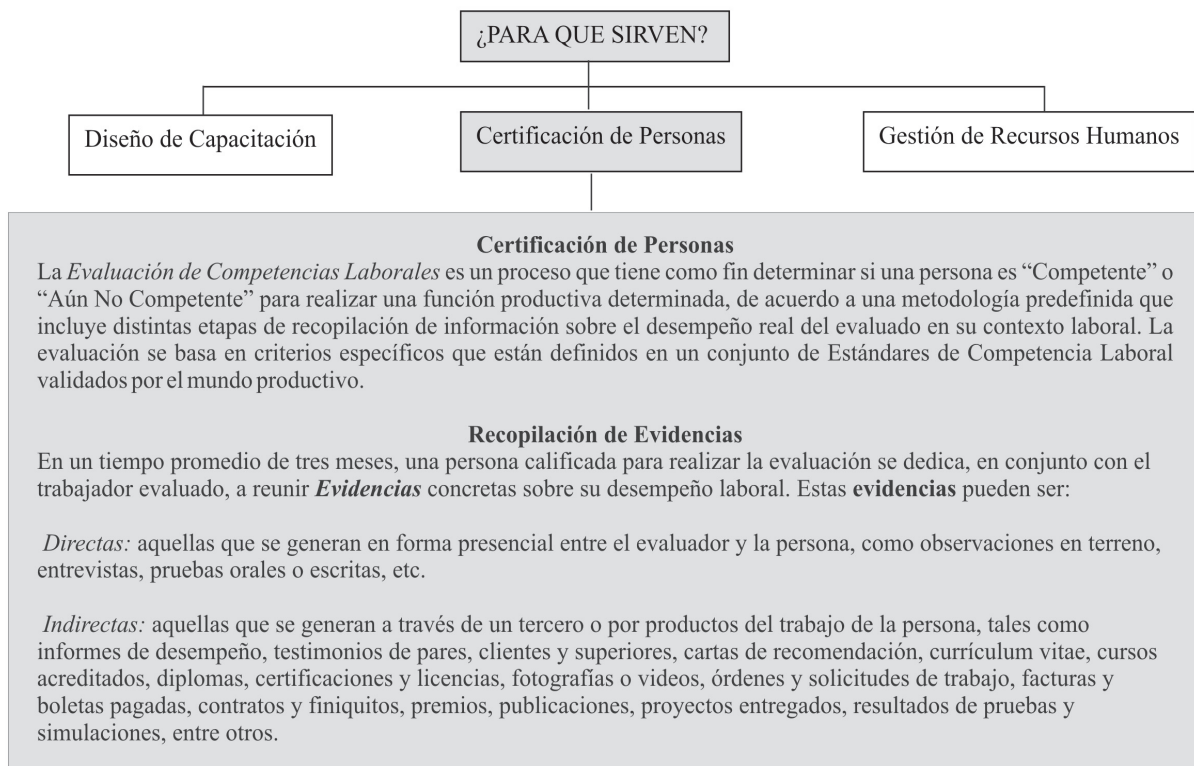 ¿PARA QUE SIRVEN?
Diseño de Capacitación
Certificación de Personas
Gestión de Recursos Humanos
Certificación de Personas
La Evaluación de Competencias Laborales es un proceso que tiene como fin determinar si una persona es “Competente” o
“Aún No Competente” para realizar una función productiva determinada, de acuerdo a una metodología predefinida que
incluye distintas etapas de recopilación de información sobre el desempeño real del evaluado en su contexto laboral. La
evaluación se basa en criterios específicos que están definidos en un conjunto de Estándares de Competencia Laboral
validados por el mundo productivo.
Recopilación de Evidencias
En un tiempo promedio de tres meses, una persona calificada para realizar la evaluación se dedica, en conjunto con el
trabajador evaluado, a reunir Evidencias concretas sobre su desempeño laboral. Estas evidencias pueden ser:
Directas: aquellas que se generan en forma presencial entre el evaluador y la persona, como observaciones en terreno,
entrevistas, pruebas orales o escritas, etc.
Indirectas: aquellas que se generan a través de un tercero o por productos del trabajo de la persona, tales como
informes de desempeño, testimonios de pares, clientes y superiores, cartas de recomendación, currículum vitae, cursos
acreditados, diplomas, certificaciones y licencias, fotografías o videos, órdenes y solicitudes de trabajo, facturas y
boletas pagadas, contratos y finiquitos, premios, publicaciones, proyectos entregados, resultados de pruebas y
simulaciones, entre otros.